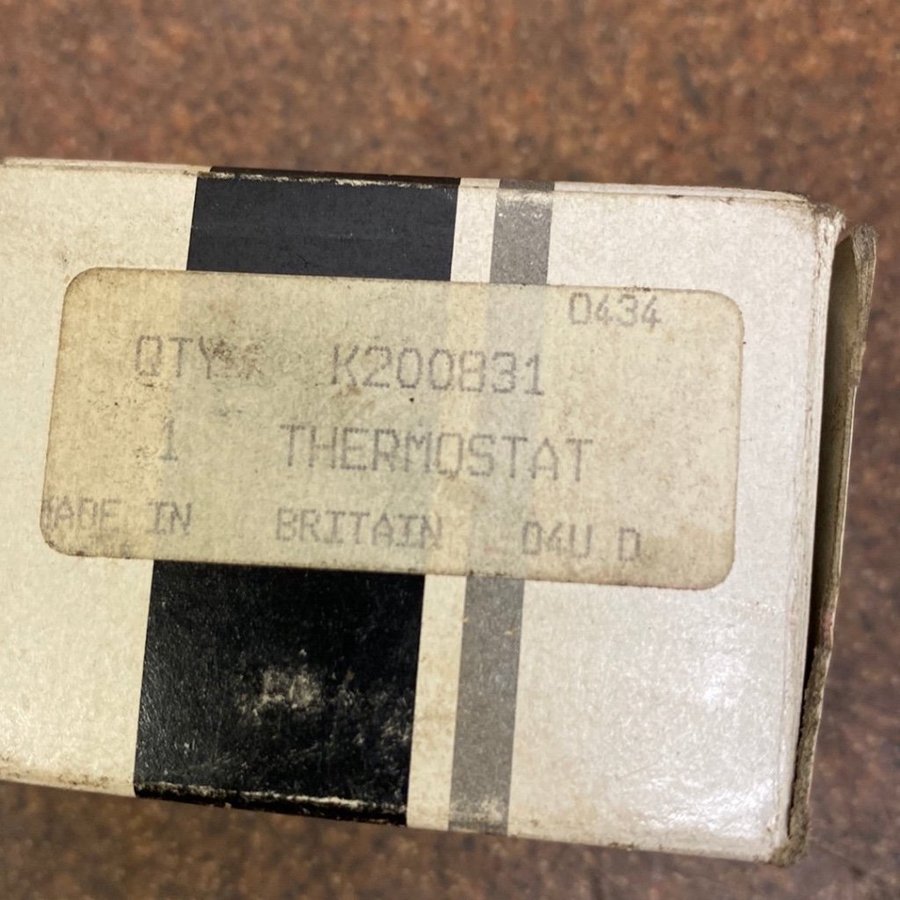 0434
QTY K200831
1 THERMOSTAT
MADE IN BRITAIN 04U D